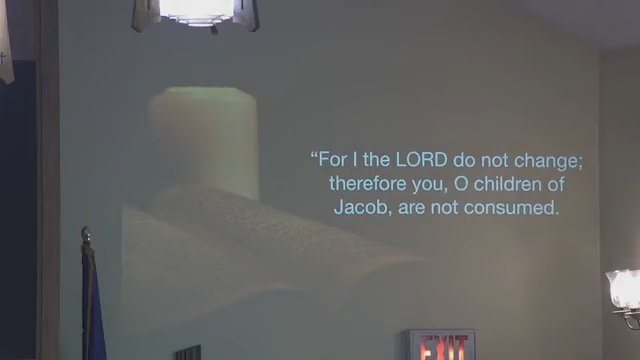 “For I the LORD do not change;
therefore you, O children of
Jacob, are not consumed.
EXIT